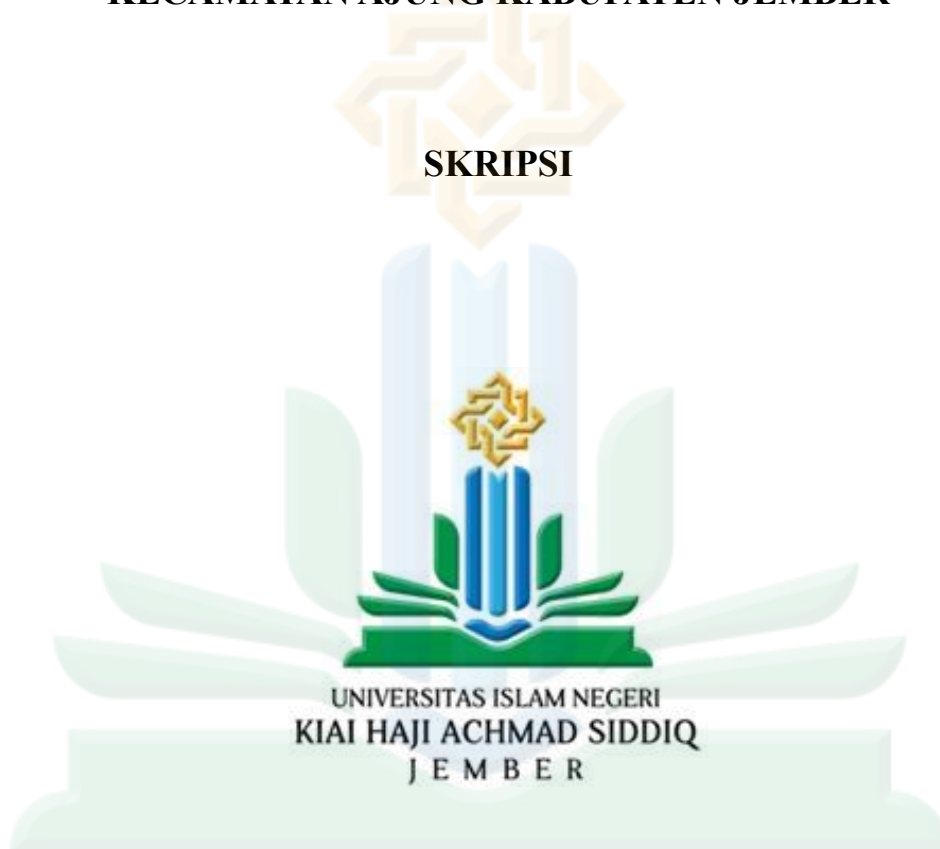 KECAMATAN AJUNG KABUPATEN JEMBER
SKRIPSI
UNIVERSITAS ISLAM NEGERI
KIAI HAJI ACHMAD SIDDIQ
JEMBER